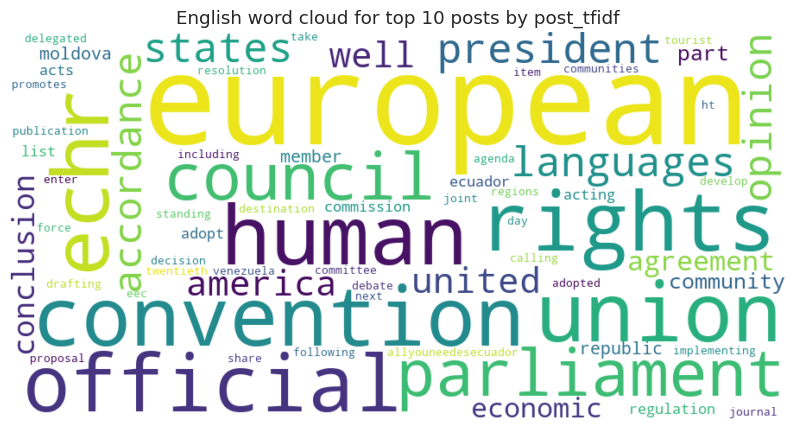 English word cloud for top 10 posts by post_tfidf
delegated
take
tourist
moldova
states
well
president
part
acts
resolution
item
communities
promotes
european
ht
opinion
publication
echr
accordance
list
including
member
agenda
languages
council
ecuador
develop
enter
joint
regions
acting
conclusion
standing
destination
commission
rights
force
adopt
human
day
decision
calling
agreement
twentieth
venezuela
committee
drafting
america
debate
united
adopted
community
eec
next
convention
union
proposal
share
following
allyouneedisecuador
republic
implementing
official
parliament
economic
regulation
journal